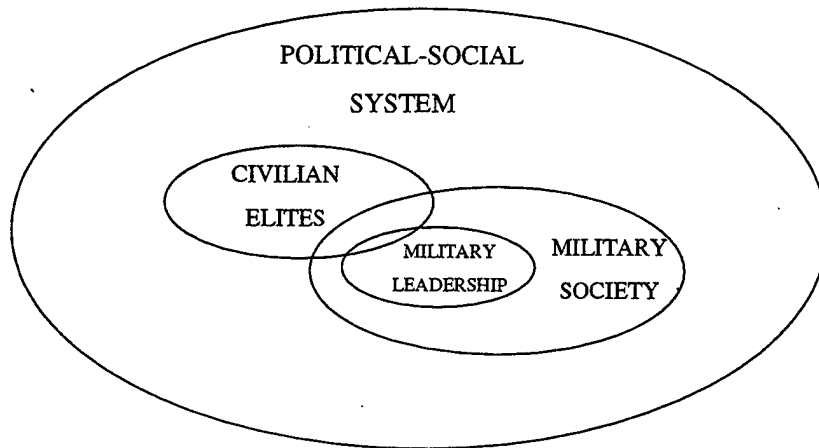 POLITICAL-SOCIAL
SYSTEM
CIVILIAN
ELITES
MILITARY
LEADERSHIP
MILITARY
SOCIETY